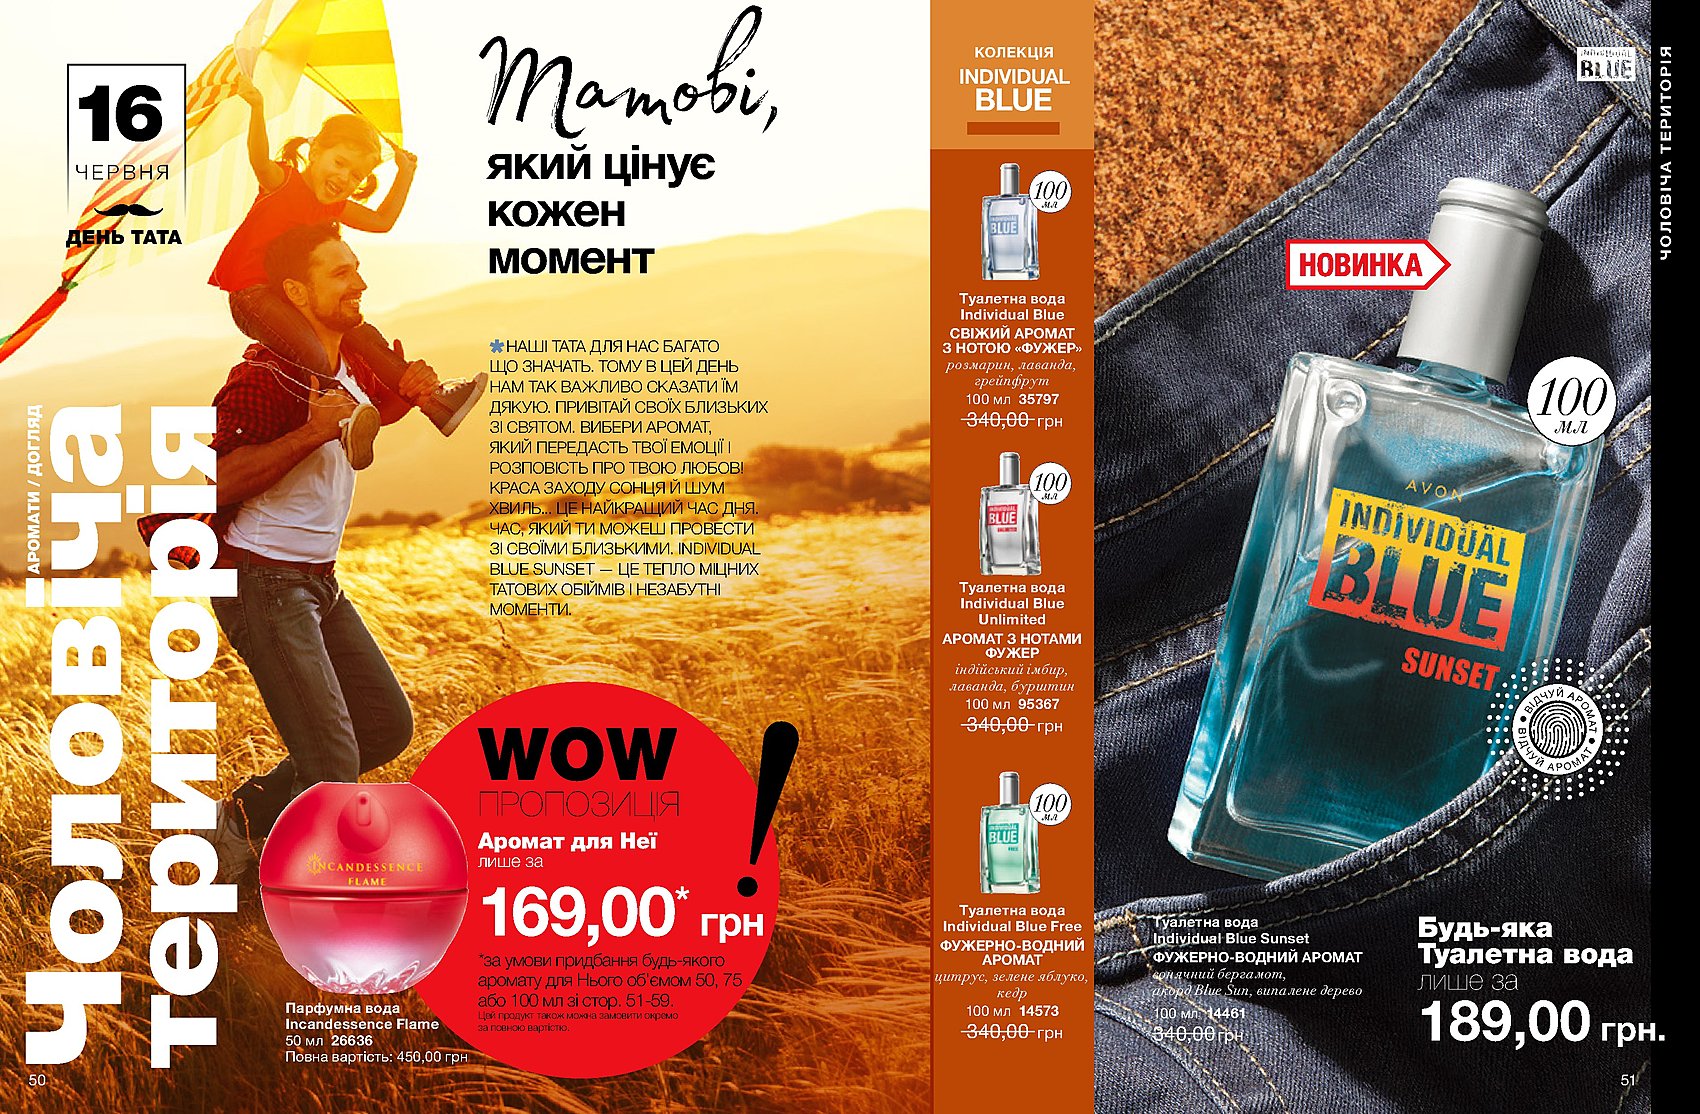 16
ЧЕРВНЯ
ДЕНЬ ТАТА
Татові,
який цінує
кожен
момент
АРОМАТИ / ДОГЛЯД
Чоловіча
територія
*НАШІ ТАТА ДЛЯ НАС БАГАТО
ЩО ЗНАЧАТЬ. ТОМУ В ЦЕЙ ДЕНЬ
НАМ ТАК ВАЖЛИВО СКАЗАТИ ЇМ
ДЯКУЮ. ПРИВІТАЙ СВОЇХ БЛИЗЬКИХ
ЗІ СВЯТОМ. ВИБЕРИ АРОМАТ,
ЯКИЙ ПЕРЕДАСТЬ ТВОЇ ЕМОЦІЇ І
РОЗПОВІСТЬ ПРО ТВОЮ ЛЮБОВ!
КРАСА ЗАХОДУ СОНЦЯ Й ШУМ
ХВИЛЬ... ЦЕ НАЙКРАЩИЙ ЧАС ДНЯ.
ЧАС, ЯКИЙ ТИ МОЖЕШ ПРОВЕСТИ
ЗІ СВОЇМИ БЛИЗЬКИМИ. INDIVIDUAL
BLUE SUNSET — ЦЕ ТЕПЛО МІЦНИХ
ТАТОВИХ ОБІЙМІВ І НЕЗАБУТНІ
МОМЕНТИ.
WOW
ПРОПОЗИЦІЯ
!
Аромат для Неї
лише за
169,00* грн
*за умови придбання будь-якого
аромату для Нього об'ємом 50, 75
або 100 мл зі стор. 51-59.
Цей продукт також можна замовити окремо
за повною вартістю.
INCANDESSENCE
FLAME
Парфумна вода
Incandessence Flame
50 мл 26636
Повна вартість: 450,00 грн
50
КОЛЕКЦІЯ
INDIVIDUAL
BLUE
INDIVIDUAL
BLUE
100
мл
Туалетна вода
Individual Blue
СВІЖИЙ АРОМАТ
З НОТОЮ «ФУЖЕР»
розмарин, лаванда,
грейпфрут
100 мл 35797
340,00 грн
INDIVIDUAL
BLUE
UNLIMITED
100
мл
Туалетна вода
Individual Blue
Unlimited
АРОМАТ З НОТАМИ
ФУЖЕР
індійський імбир,
лаванда, бурштин
100 мл 95367
340,00 грн
INDIVIDUAL
BLUE
FREE
100
мл
Туалетна вода
Individual Blue Free
ФУЖЕРНО-ВОДНИЙ
АРОМАТ
цитрус, зелене яблуко,
кедр
100 мл 14573
340,00 грн
INDIVIDUAL
BLUE
ЧОЛОВІЧА ТЕРИТОРІЯ
НОВИНКА
100
мл
AVON
INDIVIDUAL
BLUE
SUNSET
ВІДЧУЙ АРОМАТ • ВІДЧУЙ АРОМАТ •
Туалетна вода
Individual Blue Sunset
ФУЖЕРНО-ВОДНИЙ АРОМАТ
сонячний бергамот,
акорд Blue Sun, випалене дерево
100 мл 14461
340,00 грн
Будь-яка
Туалетна вода
лише за
189,00 грн.
51